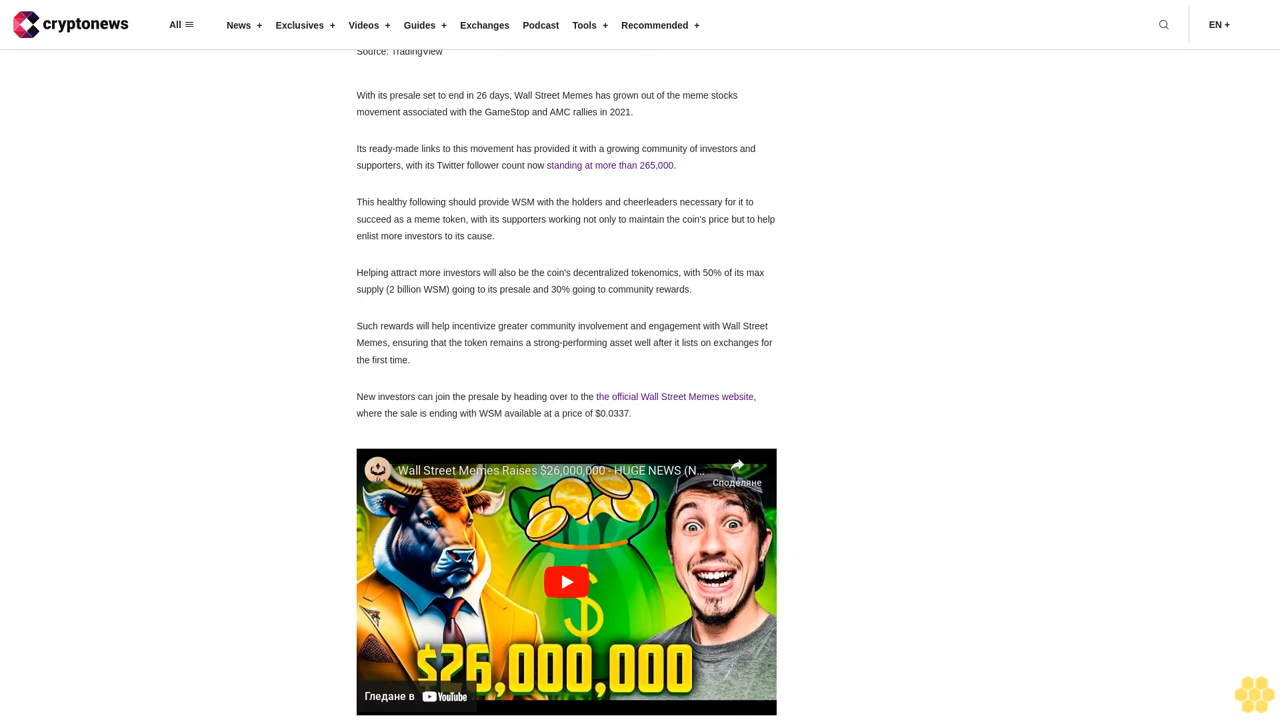 cryptonews
All
News +
Exclusives +
Videos +
Guides +
Exchanges
Podcast
Tools +
Recommended +
EN +
Source: TradingView
With its presale set to end in 26 days, Wall Street Memes has grown out of the meme stocks
movement associated with the GameStop and AMC rallies in 2021.
Its ready-made links to this movement has provided it with a growing community of investors and
supporters, with its Twitter follower count now standing at more than 265,000.
This healthy following should provide WSM with the holders and cheerleaders necessary for it to
succeed as a meme token, with its supporters working not only to maintain the coin's price but to help
enlist more investors to its cause.
Helping attract more investors will also be the coin's decentralized tokenomics, with 50% of its max
supply (2 billion WSM) going to its presale and 30% going to community rewards.
Such rewards will help incentivize greater community involvement and engagement with Wall Street
Memes, ensuring that the token remains a strong-performing asset well after it lists on exchanges for
the first time.
New investors can join the presale by heading over to the the official Wall Street Memes website,
where the sale is ending with WSM available at a price of $0.0337.
Wall Street Memes Raises $26,000,000 - HUGE NEWS (N...
Споделяне
$26,000,000
Гледане в YouTube